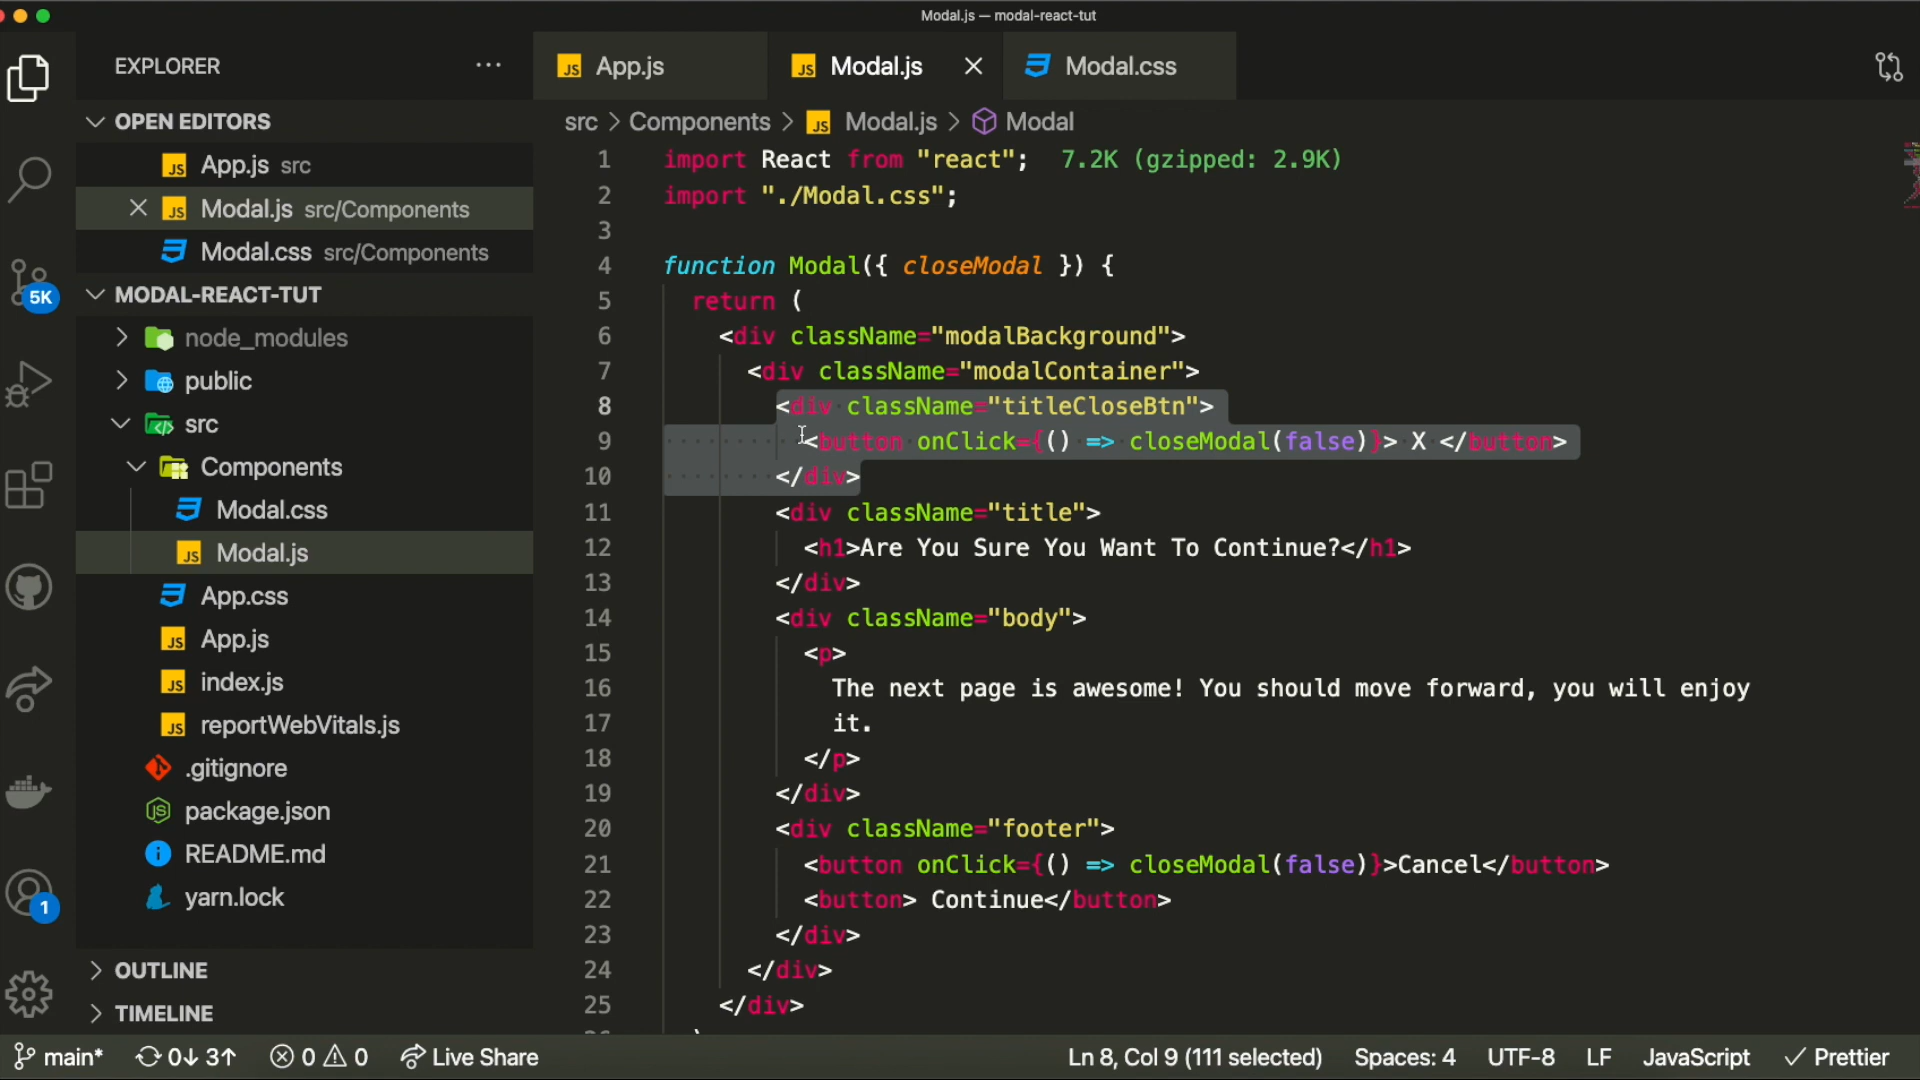 Modal.js — modal-react-tut
EXPLORER
···
JS App.js
JS Modal.js
Modal.css
OPEN EDITORS
JS App.js src
JS Modal.js src/Components
Modal.css src/Components
MODAL-REACT-TUT
node_modules
public
src
Components
Modal.css
JS Modal.js
App.css
JS App.js
JS index.js
JS reportWebVitals.js
.gitignore
package.json
README.md
yarn.lock
OUTLINE
TIMELINE
5K
1
src > Components > JS Modal.js > Modal
1 import React from "react"; 7.2K (gzipped: 2.9K)
2 import "./Modal.css";
3
4 function Modal({ closeModal }) {
5 return (
6 <div className="modalBackground">
7 <div className="modalContainer">
8 <div className="titleCloseBtn">
9 <button onClick={() => closeModal(false)}> X </button>
10 </div>
11 <div className="title">
12 <h1>Are You Sure You Want To Continue?</h1>
13 </div>
14 <div className="body">
15 <p>
16 The next page is awesome! You should move forward, you will enjoy
17 it.
18 </p>
19 </div>
20 <div className="footer">
21 <button onClick={() => closeModal(false)}>Cancel</button>
22 <button> Continue</button>
23 </div>
24 </div>
25 </div>
main* 0↓ 3↑ 0 0 Live Share Ln 8, Col 9 (111 selected) Spaces: 4 UTF-8 LF JavaScript Prettier